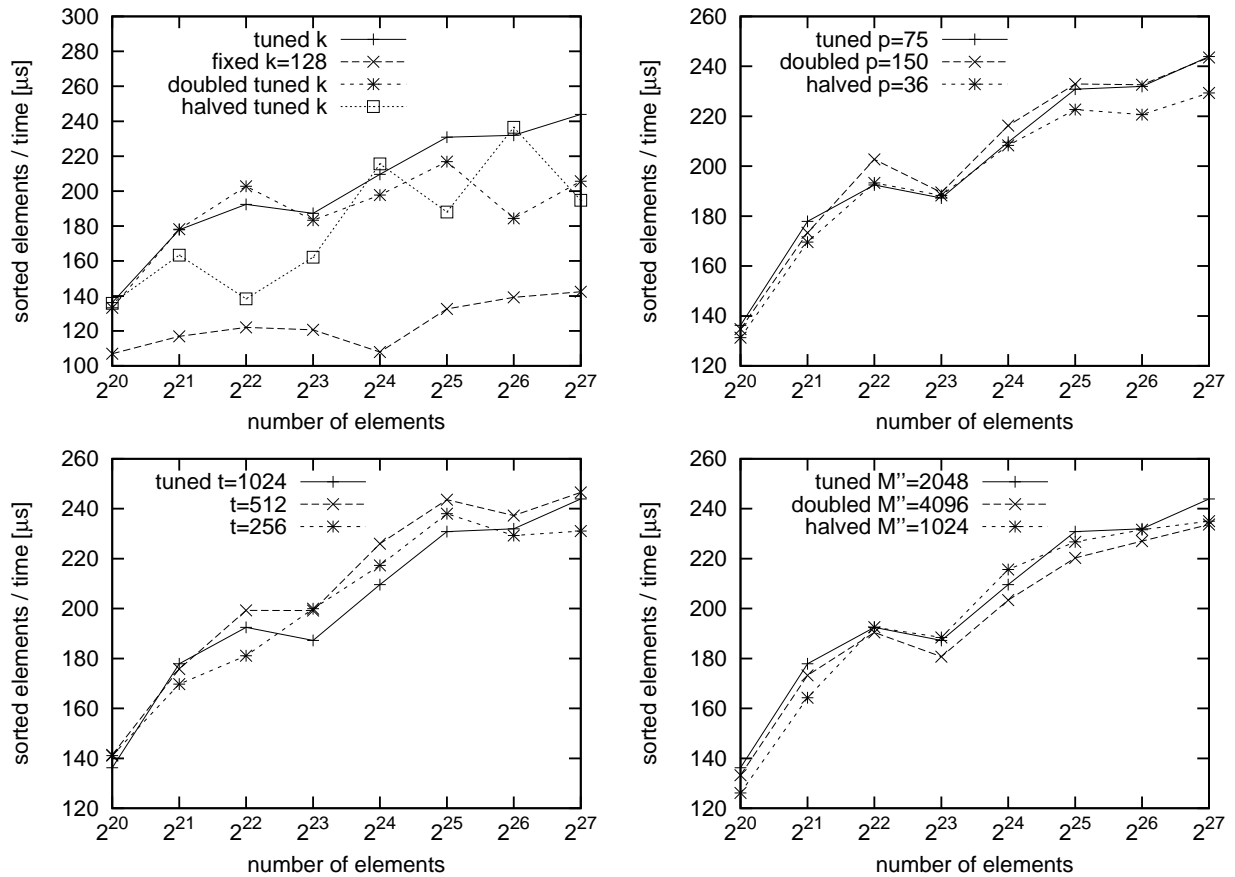 300
280
260
240
220
200
180
160
140
120
100
sorted elements / time [µs]
tuned k
fixed k=128
doubled tuned k
halved tuned k
2^20 2^21 2^22 2^23 2^24 2^25 2^26 2^27
number of elements
260
240
220
200
180
160
140
120
sorted elements / time [µs]
tuned p=75
doubled p=150
halved p=36
2^20 2^21 2^22 2^23 2^24 2^25 2^26 2^27
number of elements
260
240
220
200
180
160
140
120
sorted elements / time [µs]
tuned t=1024
t=512
t=256
2^20 2^21 2^22 2^23 2^24 2^25 2^26 2^27
number of elements
260
240
220
200
180
160
140
120
sorted elements / time [µs]
tuned M''=2048
doubled M''=4096
halved M''=1024
2^20 2^21 2^22 2^23 2^24 2^25 2^26 2^27
number of elements